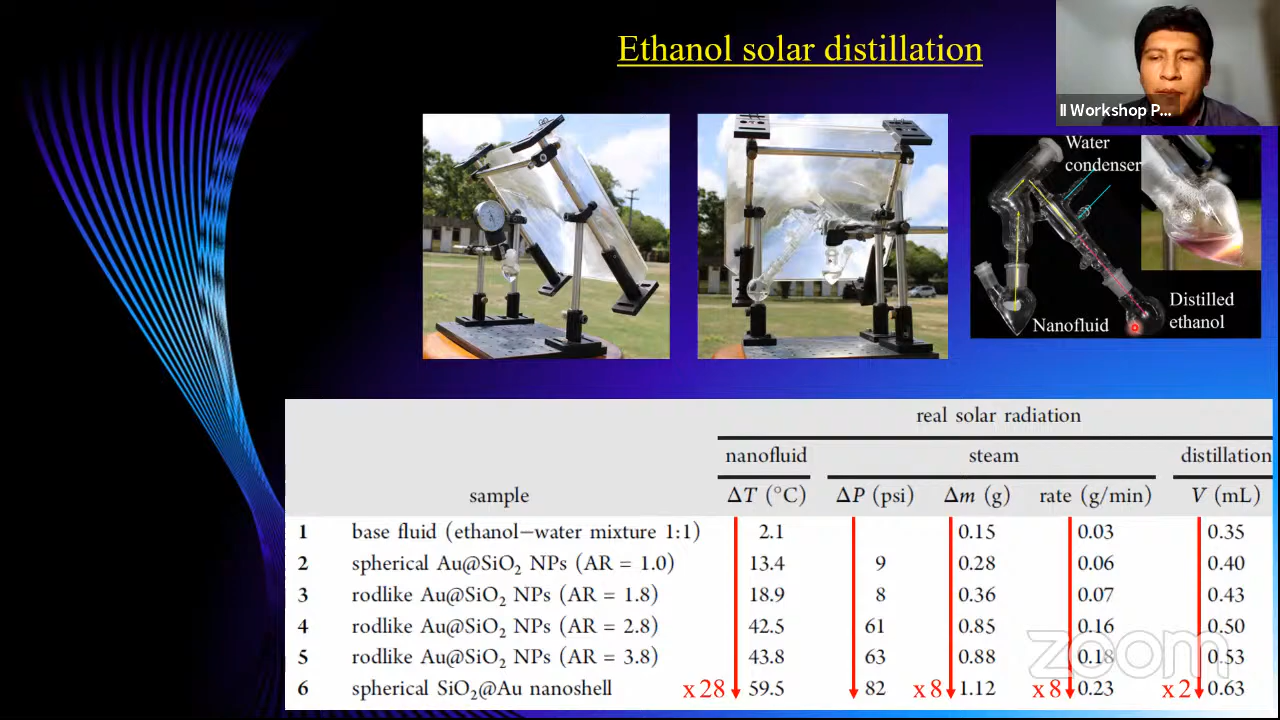 Ethanol solar distillation
II Workshop P...
Water
condenser
Nanofluid
Distilled
ethanol
real solar radiation
nanofluid steam distillation
sample ΔT (°C) ΔP (psi) Δm (g) rate (g/min) V (mL)
1 base fluid (ethanol−water mixture 1:1) 2.1 0.15 0.03 0.35
2 spherical Au@SiO₂ NPs (AR = 1.0) 13.4 9 0.28 0.06 0.40
3 rodlike Au@SiO₂ NPs (AR = 1.8) 18.9 8 0.36 0.07 0.43
4 rodlike Au@SiO₂ NPs (AR = 2.8) 42.5 61 0.85 0.16 0.50
5 rodlike Au@SiO₂ NPs (AR = 3.8) 43.8 63 0.88 0.18 0.53
6 spherical SiO₂@Au nanoshell x 28 59.5 82 x 8 1.12 x 8 0.23 x 2 0.63
zoom